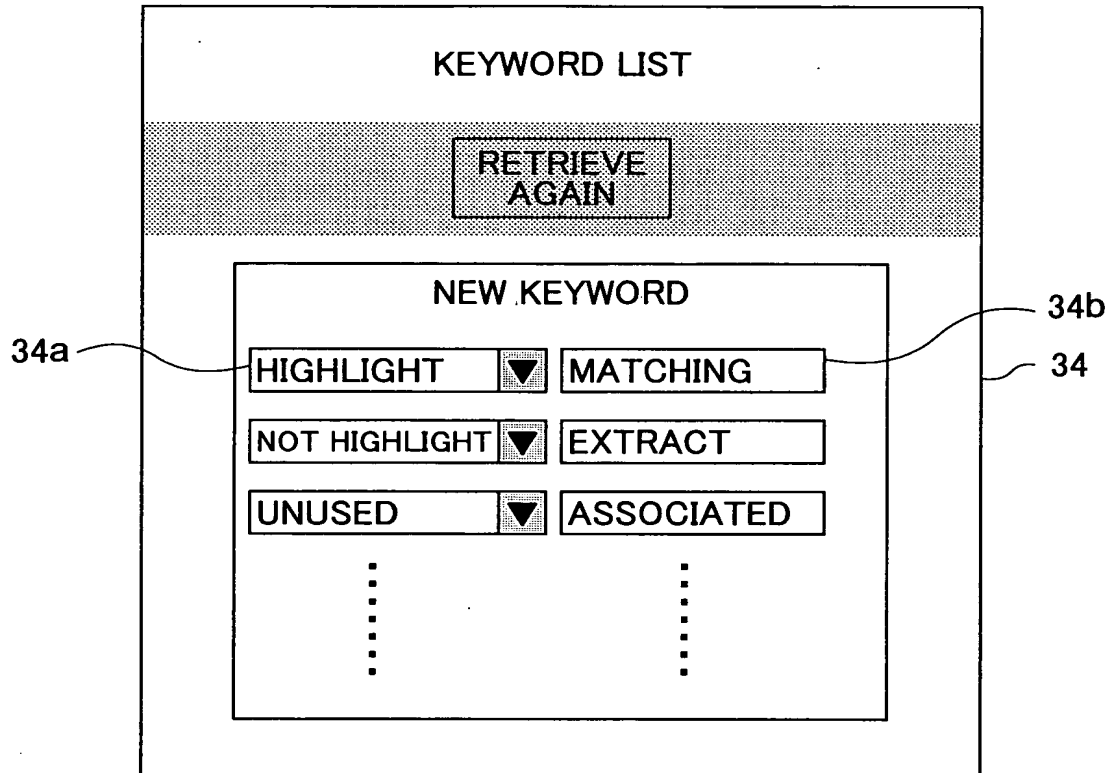 KEYWORD LIST
RETRIEVE
AGAIN
NEW KEYWORD
34a
HIGHLIGHT MATCHING
34b
34
NOT HIGHLIGHT EXTRACT
UNUSED ASSOCIATED